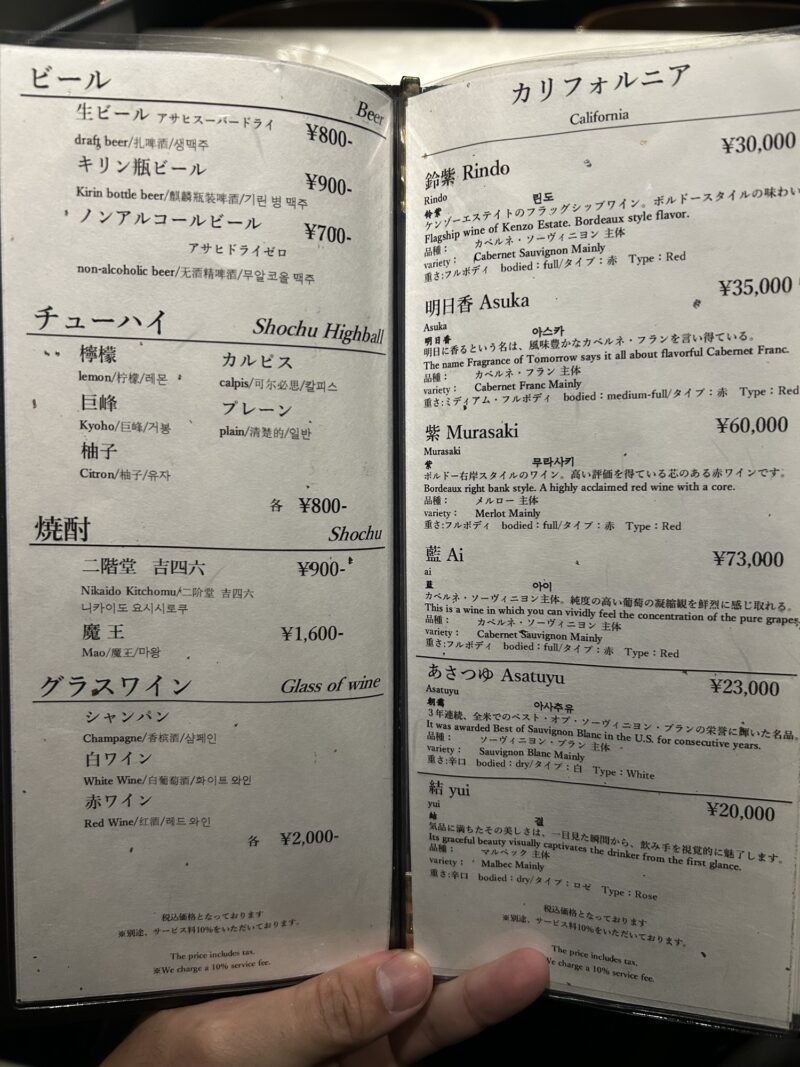 ビール
Beer
生ビール アサヒスーパードライ
¥800-
draft beer/扎啤酒/생맥주
キリン瓶ビール
¥900-
Kirin bottle beer/麒麟瓶装啤酒/기린 병 맥주
ノンアルコールビール
¥700-
アサヒドライゼロ
non-alcoholic beer/无酒精啤酒/무알코올 맥주
チューハイ
Shochu Highball
檸檬 カルピス
lemon/柠檬/레몬 calpis/可尔必思/칼피스
巨峰 プレーン
Kyoho/巨峰/거봉 plain/清楚的/일반
柚子
Citron/柚子/유자
各 ¥800-
焼酎
Shochu
二階堂 吉四六 ¥900-
Nikaido Kitchomu/二阶堂 吉四六
니카이도 요시시로쿠
魔王 ¥1,600-
Mao/魔王/마왕
グラスワイン
Glass of wine
シャンパン
Champagne/香槟酒/샴페인
白ワイン
White Wine/白葡萄酒/화이트 와인
赤ワイン
Red Wine/红酒/레드 와인
各 ¥2,000-
税込価格となっております
※別途、サービス料10%をいただいております。
The price includes tax.
※We charge a 10% service fee.
カリフォルニア
California
¥30,000
鈴紫 Rindo
Rindo
鈴紫 린도
ケンゾーエステイトのフラッグシップワイン。ボルドースタイルの味わい
Flagship wine of Kenzo Estate. Bordeaux style flavor.
品種： カベルネ・ソーヴィニヨン 主体
variety： Cabernet Sauvignon Mainly
重さ:フルボディ bodied：full/タイプ：赤 Type：Red
¥35,000
明日香 Asuka
Asuka
明日香 아스카
明日に香るという名は、風味豊かなカベルネ・フランを言い得ている。
The name Fragrance of Tomorrow says it all about flavorful Cabernet Franc.
品種： カベルネ・フラン 主体
variety： Cabernet Franc Mainly
重さ:ミディアム・フルボディ bodied：medium-full/タイプ：赤 Type：Red
¥60,000
紫 Murasaki
Murasaki
紫 무라사키
ボルドー右岸スタイルのワイン。高い評価を得ている芯のある赤ワインです。
Bordeaux right bank style. A highly acclaimed red wine with a core.
品種： メルロー 主体
variety： Merlot Mainly
重さ:フルボディ bodied：full/タイプ：赤 Type：Red
¥73,000
藍 Ai
ai
藍 아이
カベルネ・ソーヴィニヨン主体。純度の高い葡萄の凝縮観を鮮烈に感じ取れる。
This is a wine in which you can vividly feel the concentration of the pure grapes
品種： カベルネ・ソーヴィニヨン 主体
variety： Cabernet Sauvignon Mainly
重さ:フルボディ bodied：full/タイプ：赤 Type：Red
あさつゆ Asatuyu
¥23,000
Asatuyu
朝露 아사추유
3年連続、全米でのベスト・オブ・ソーヴィニヨン・ブランの栄誉に輝いた名品。
It was awarded Best of Sauvignon Blanc in the U.S. for consecutive years.
品種： ソーヴィニヨン・ブラン 主体
variety： Sauvignon Blanc Mainly
重さ:辛口 bodied：dry/タイプ：白 Type：White
結 yui
¥20,000
yui
結 결
気品に満ちたその美しさは、一目見た瞬間から、飲み手を視覚的に魅了します。
Its graceful beauty visually captivates the drinker from the first glance.
品種： マルベック 主体
variety： Malbec Mainly
重さ:辛口 bodied：dry/タイプ：ロゼ Type：Rose
税込価格となっております
※別途、サービス料10%をいただいております。
The price includes tax.
We charge a 10% service fee.